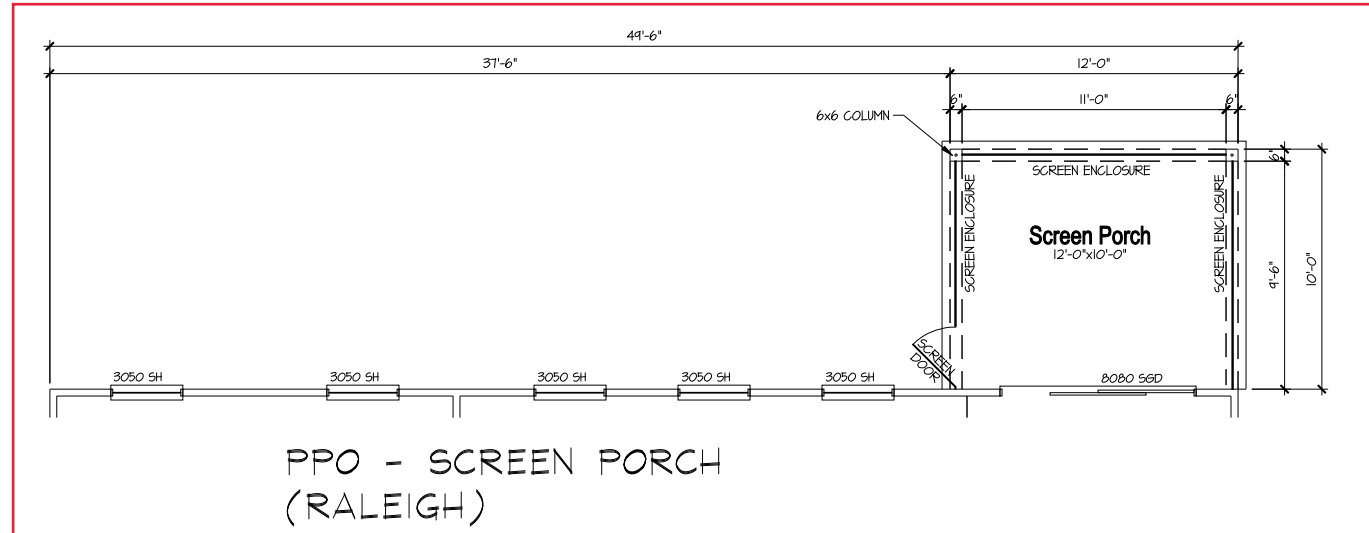 49'-6"
37'-6"
12'-0"
6"
11'-0"
6"
6x6 COLUMN
6"
SCREEN ENCLOSURE
SCREEN ENCLOSURE
SCREEN ENCLOSURE
Screen Porch
12'-0"x10'-0"
9'-6"
10'-0"
SCREEN
DOOR
3050 SH
3050 SH
3050 SH
3050 SH
3050 SH
8080 SGD
PPO - SCREEN PORCH
(RALEIGH)